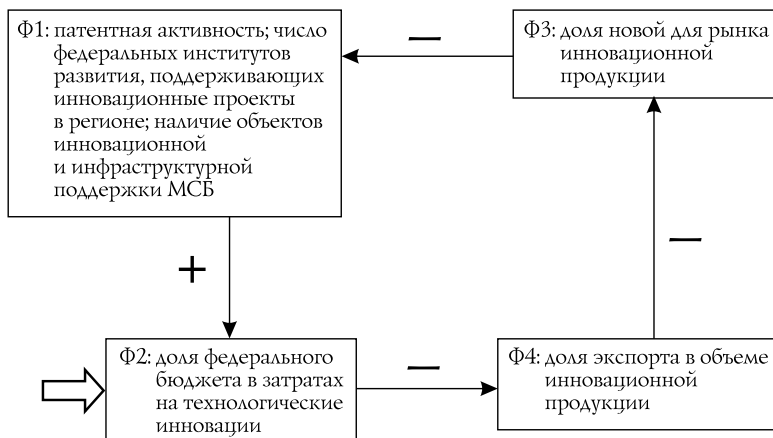 Ф1: патентная активность; число
федеральных институтов
развития, поддерживающих
инновационные проекты
в регионе; наличие объектов
инновационной
и инфраструктурной
поддержки МСБ
—
Ф3: доля новой для рынка
инновационной
продукции
+
—
Ф2: доля федерального
бюджета в затратах
на технологические
инновации
—
Ф4: доля экспорта в объеме
инновационной
продукции